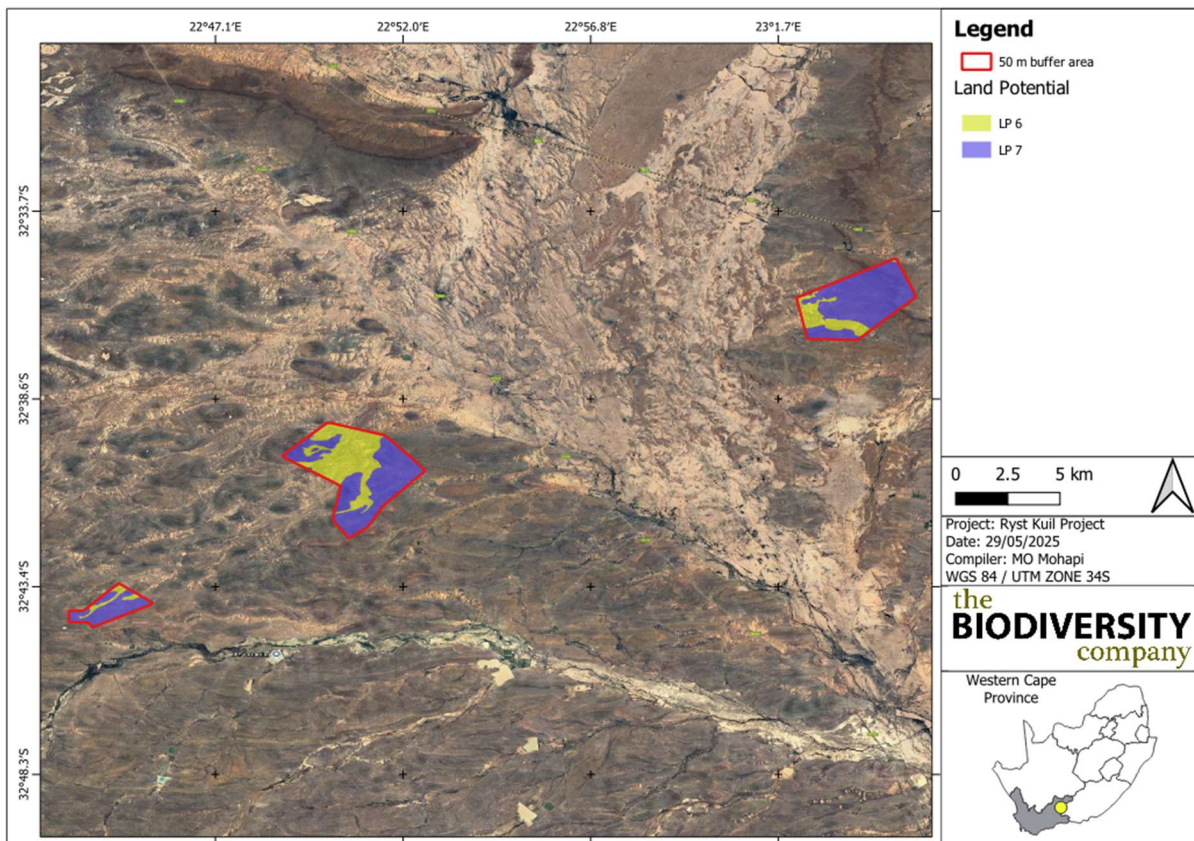 22°47.1′E 22°52.0′E 22°56.8′E 23°1.7′E
32°33.7′S
32°38.6′S
32°43.4′S
32°48.3′S
Legend
50 m buffer area
Land Potential
LP 6
LP 7
0 2.5 5 km
Project: Ryst Kuil Project
Date: 29/05/2025
Compiler: MO Mohapi
WGS 84 / UTM ZONE 34S
the
BIODIVERSITY
company
Western Cape
Province